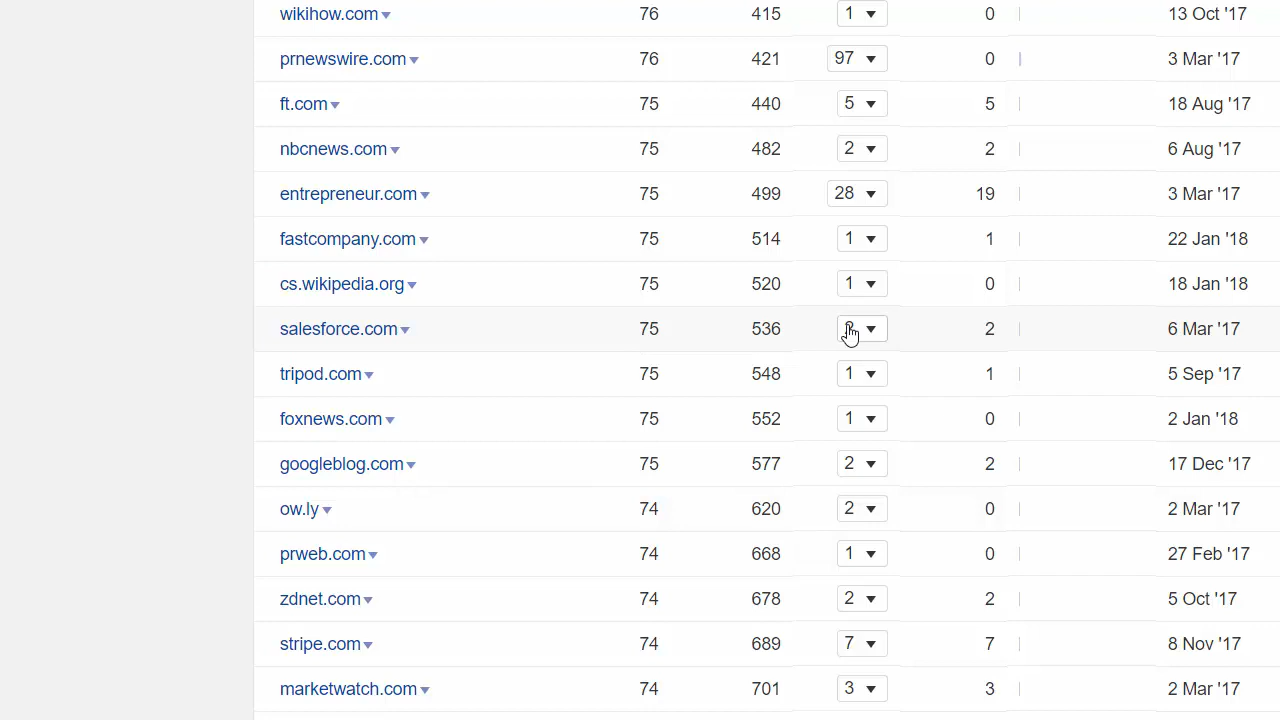 wikihow.com 76 415 1 0 13 Oct '17
prnewswire.com 76 421 97 0 3 Mar '17
ft.com 75 440 5 5 18 Aug '17
nbcnews.com 75 482 2 2 6 Aug '17
entrepreneur.com 75 499 28 19 3 Mar '17
fastcompany.com 75 514 1 1 22 Jan '18
cs.wikipedia.org 75 520 1 0 18 Jan '18
salesforce.com 75 536 2 6 Mar '17
tripod.com 75 548 1 1 5 Sep '17
foxnews.com 75 552 1 0 2 Jan '18
googleblog.com 75 577 2 2 17 Dec '17
ow.ly 74 620 2 0 2 Mar '17
prweb.com 74 668 1 0 27 Feb '17
zdnet.com 74 678 2 2 5 Oct '17
stripe.com 74 689 7 7 8 Nov '17
marketwatch.com 74 701 3 3 2 Mar '17